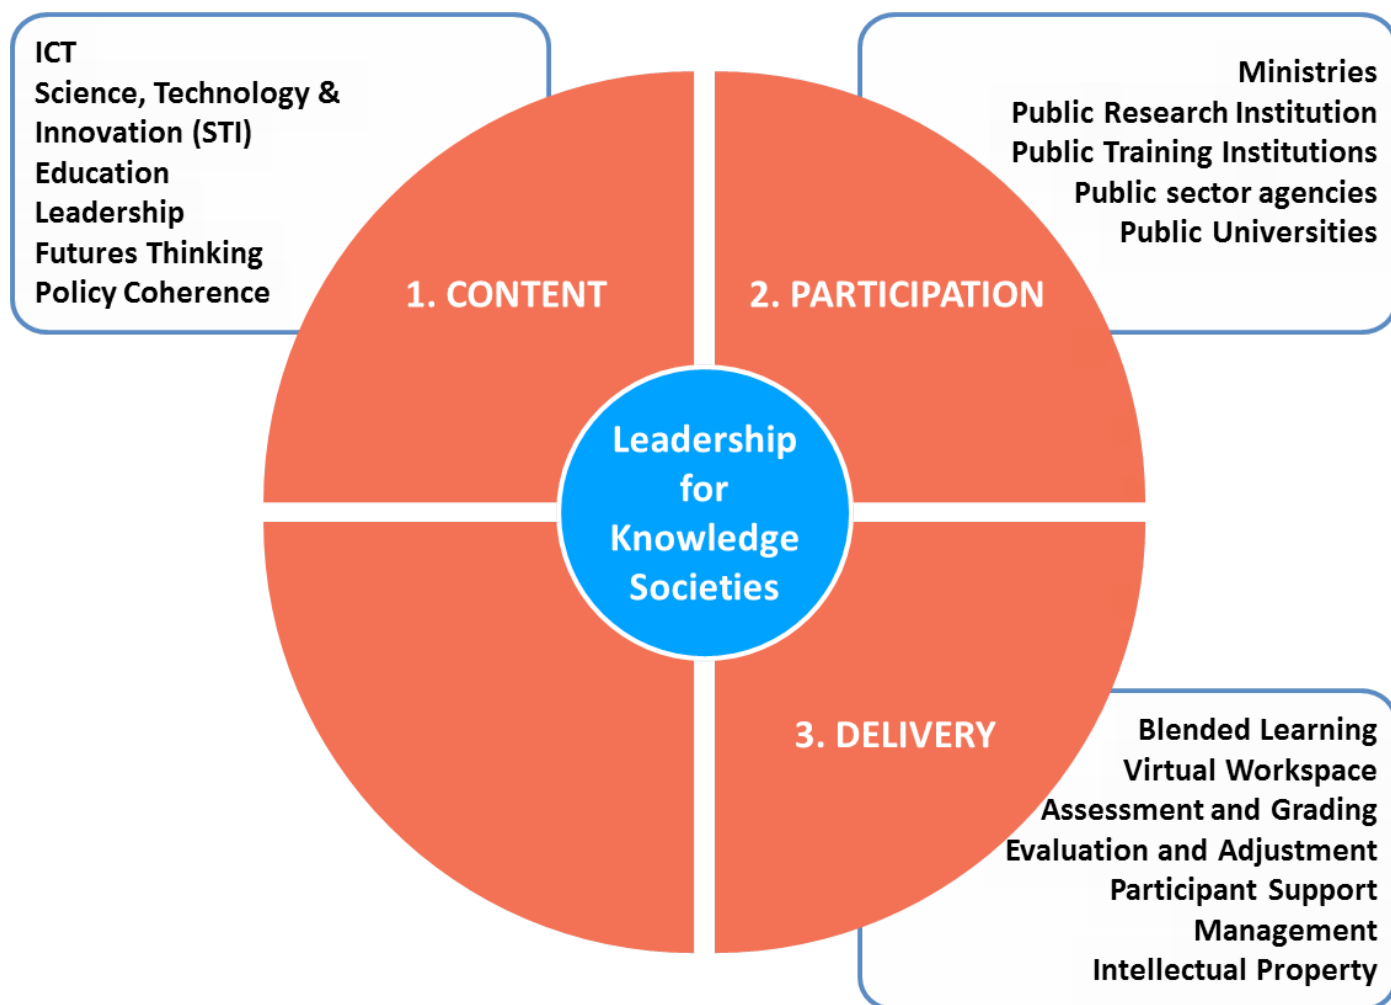 ICT
Science, Technology &
Innovation (STI)
Education
Leadership
Futures Thinking
Policy Coherence
Ministries
Public Research Institution
Public Training Institutions
Public sector agencies
Public Universities
1. CONTENT
2. PARTICIPATION
Leadership
for
Knowledge
Societies
3. DELIVERY
Blended Learning
Virtual Workspace
Assessment and Grading
Evaluation and Adjustment
Participant Support
Management
Intellectual Property